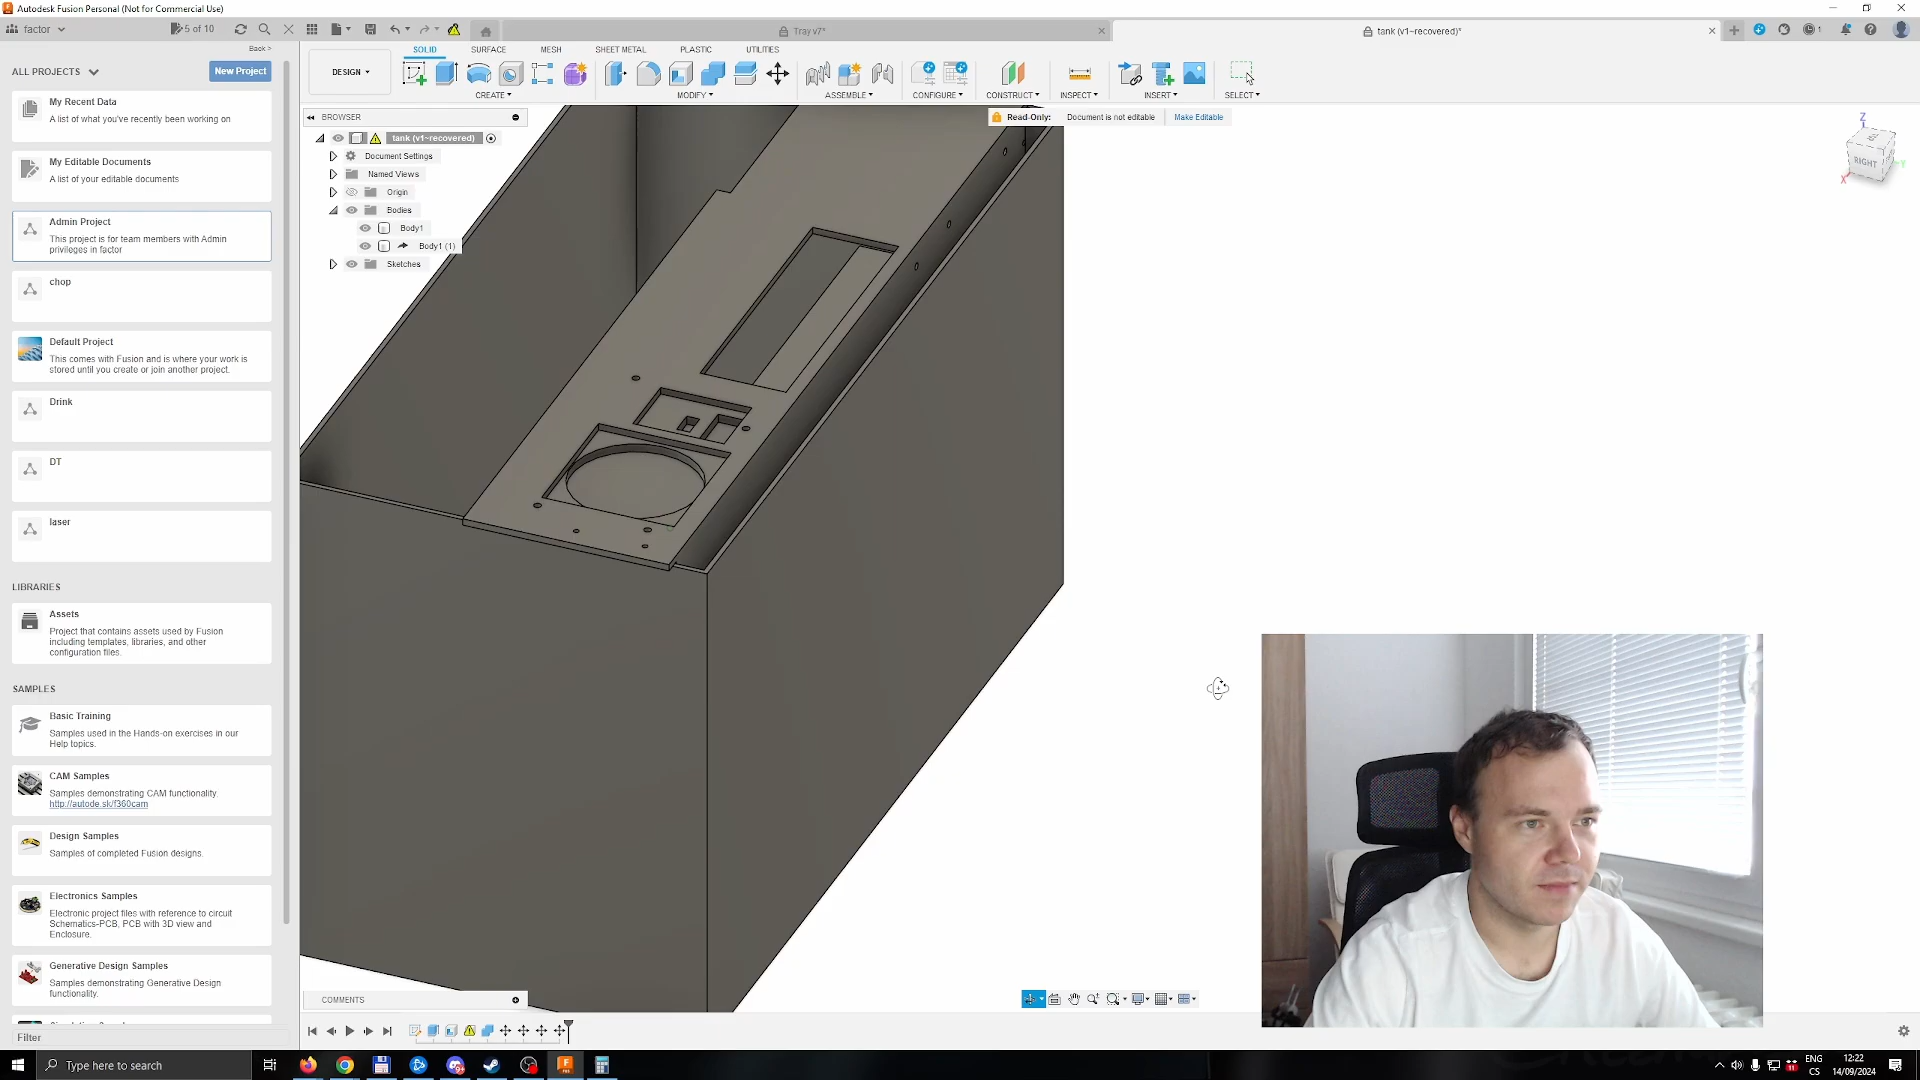 Autodesk Fusion Personal (Not for Commercial Use)
factor
5 of 10
Tray v7*
tank (v1~recovered)*
Back >
ALL PROJECTS
New Project
My Recent Data
A list of what you've recently been working on
My Editable Documents
A list of your editable documents
Admin Project
This project is for team members with Admin
privileges in factor
chop
Default Project
This comes with Fusion and is where your work is
stored until you create or join another project.
Drink
DT
laser
LIBRARIES
Assets
Project that contains assets used by Fusion
including templates, libraries, and other
configuration files.
SAMPLES
Basic Training
Samples used in the Hands-on exercises in our
Help topics.
CAM Samples
Samples demonstrating CAM functionality.
http://autode.sk/f360cam
Design Samples
Samples of completed Fusion designs.
Electronics Samples
Electronic project files with reference to circuit
Schematics-PCB, PCB with 3D view and
Enclosure.
Generative Design Samples
Samples demonstrating Generative Design
functionality.
Filter
DESIGN
SOLID SURFACE MESH SHEET METAL PLASTIC UTILITIES
CREATE MODIFY ASSEMBLE CONFIGURE CONSTRUCT INSPECT INSERT SELECT
BROWSER
tank (v1~recovered)
Document Settings
Named Views
Origin
Bodies
Body1
Body1 (1)
Sketches
Read-Only: Document is not editable Make Editable
Z
RIGHT
X
Y
COMMENTS
Type here to search
ENG
CS
12:22
14/09/2024